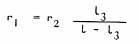 r₁ = r₂ l₃ / (l - l₃)